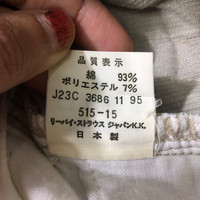 品質表示
綿 93%
ポリエステル 7%
J23C 3686 11 95
515-15
リーバイ・ストラウス ジャパンK.K.
日本製